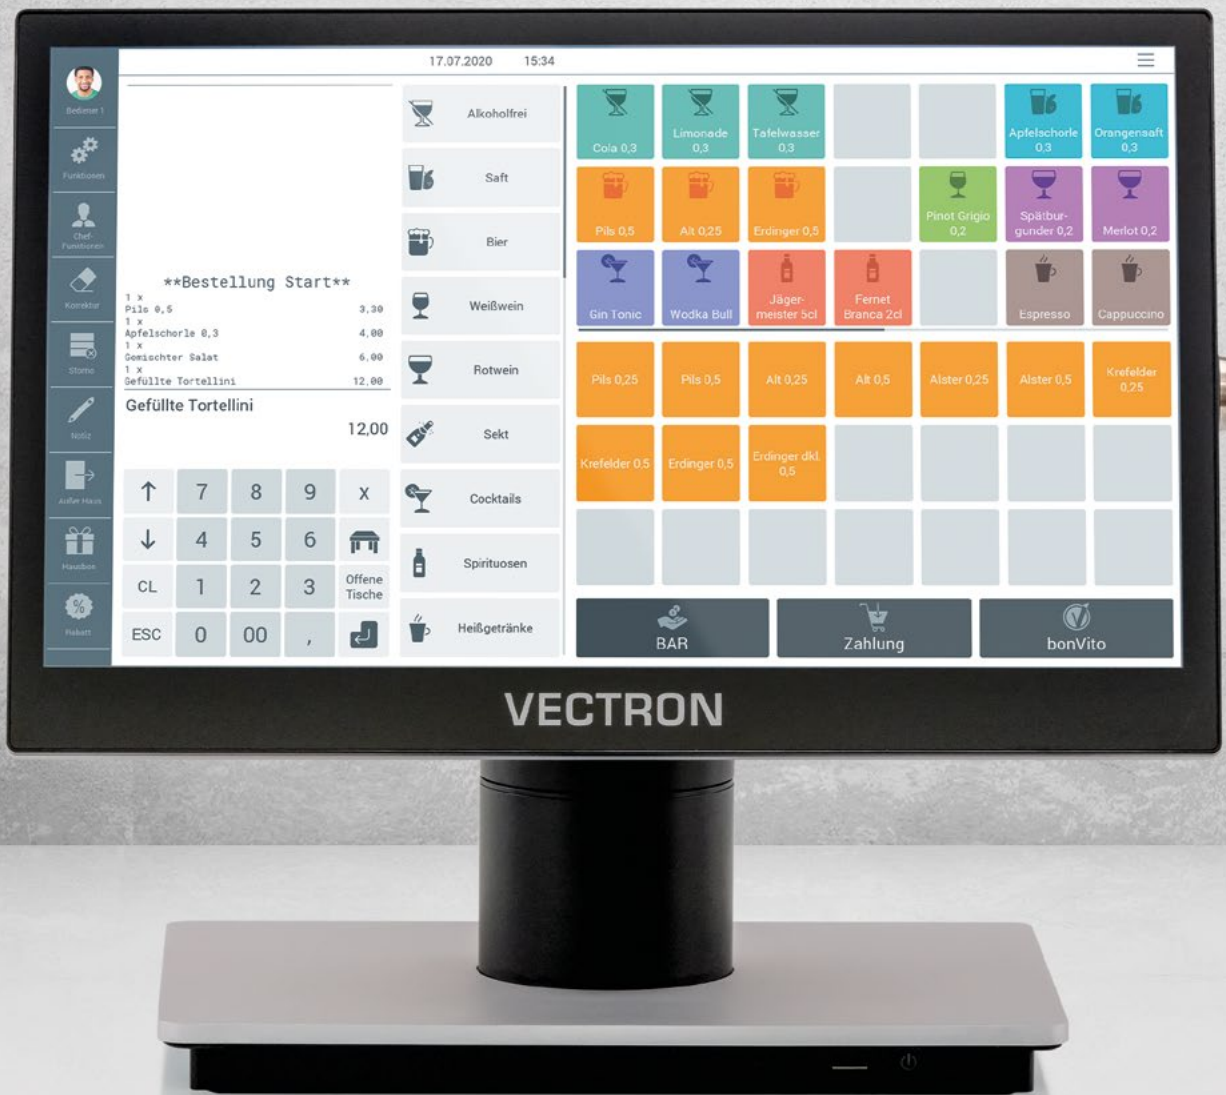 17.07.2020 15:34
Bediener 1
Funktionen
Chef-
Funktionen
Korrektur
Storno
Notiz
Außer Haus
Hausbon
Rabatt
**Bestellung Start**
1 x
Pils 0,5 3,30
1 x
Apfelschorle 0,3 4,00
1 x
Gemischter Salat 6,00
1 x
Gefüllte Tortellini 12,00
Gefüllte Tortellini
12,00
7 8 9 X
4 5 6
CL 1 2 3 Offene
Tische
ESC 0 00 ,
Alkoholfrei
Saft
Bier
Weißwein
Rotwein
Sekt
Cocktails
Spirituosen
Heißgetränke
Cola 0,3
Limonade
0,3
Tafelwasser
0,3
Apfelschorle
0,3
Orangensaft
0,3
Pils 0,5
Alt 0,25
Erdinger 0,5
Pinot Grigio
0,2
Spätbur-
gunder 0,2
Merlot 0,2
Gin Tonic
Wodka Bull
Jäger-
meister 5cl
Fernet
Branca 2cl
Espresso
Cappuccino
Pils 0,25
Pils 0,5
Alt 0,25
Alt 0,5
Alster 0,25
Alster 0,5
Krefelder
0,25
Krefelder 0,5
Erdinger 0,5
Erdinger dkl.
0,5
BAR
Zahlung
bonVito
VECTRON